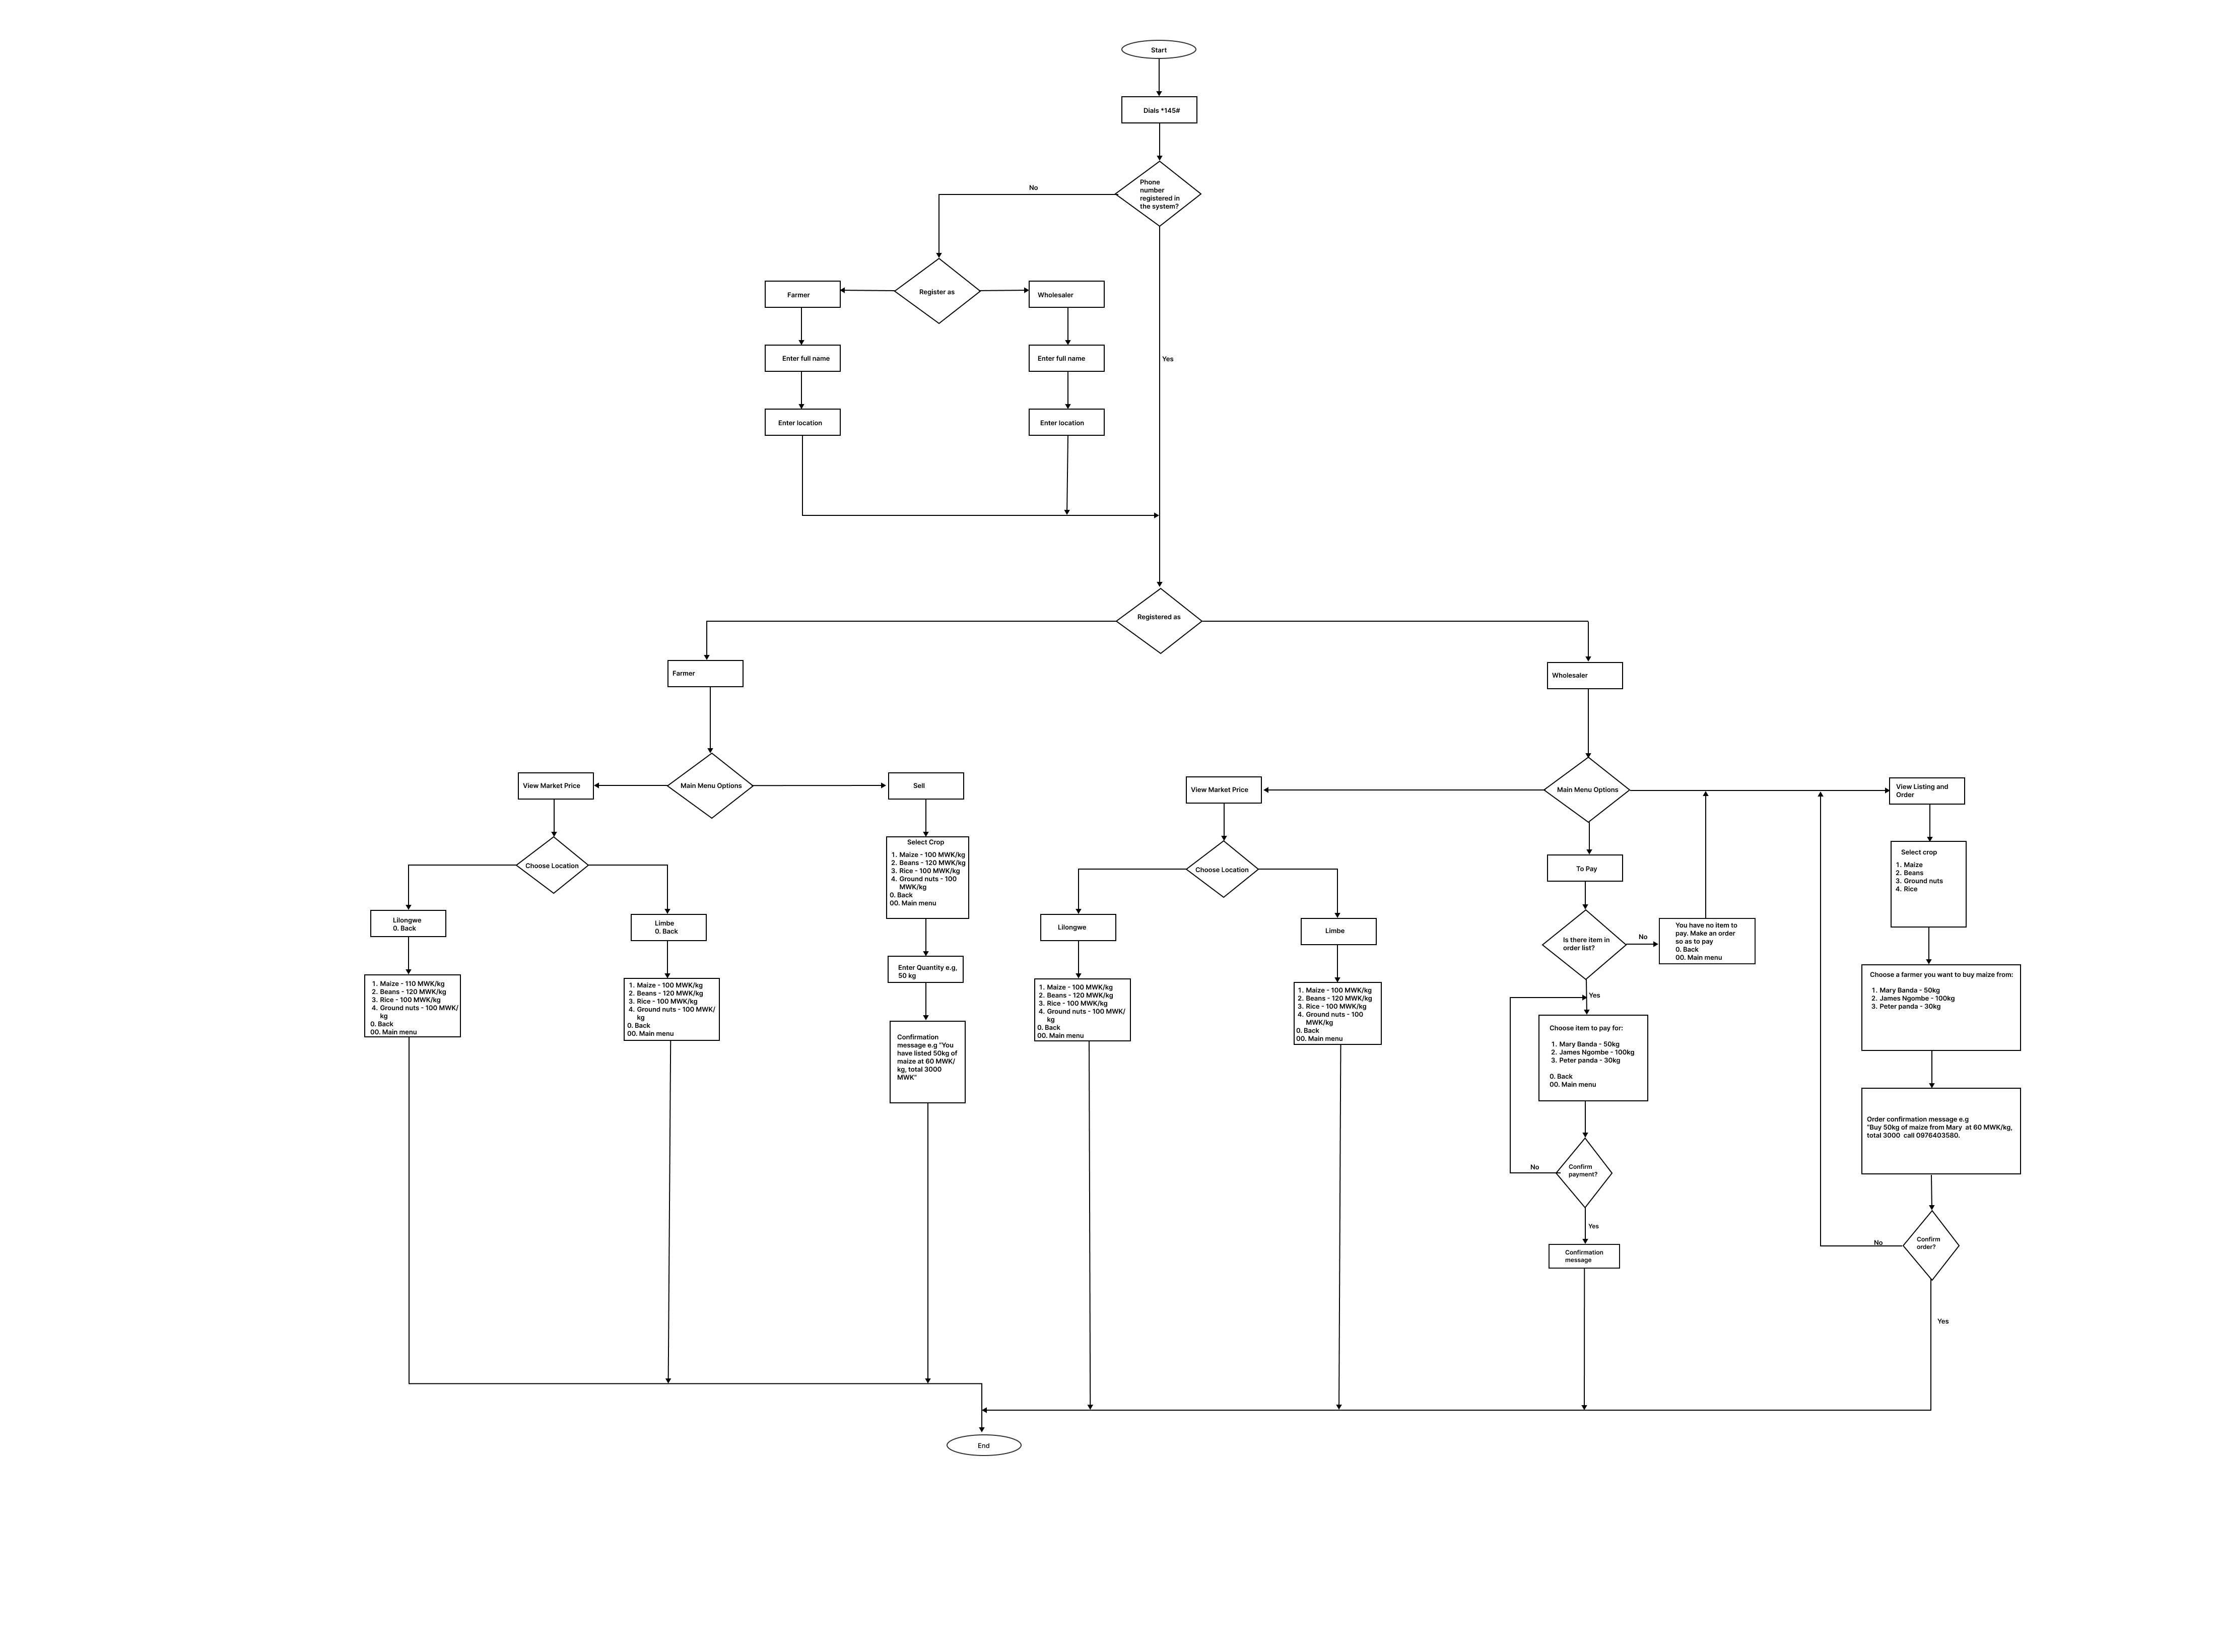 Start
Dials *145#
Phone
number
registered in
the system?
No
Yes
Register as
Farmer
Wholesaler
Enter full name
Enter full name
Enter location
Enter location
Registered as
Farmer
Wholesaler
View Market Price
Main Menu Options
Sell
Choose Location
Lilongwe
0. Back
Limbe
0. Back
1. Maize - 110 MWK/kg
2. Beans - 120 MWK/kg
3. Rice - 100 MWK/kg
4. Ground nuts - 100 MWK/
kg
0. Back
00. Main menu
1. Maize - 100 MWK/kg
2. Beans - 120 MWK/kg
3. Rice - 100 MWK/kg
4. Ground nuts - 100 MWK/
kg
0. Back
00. Main menu
Select Crop
1. Maize - 100 MWK/kg
2. Beans - 120 MWK/kg
3. Rice - 100 MWK/kg
4. Ground nuts - 100
MWK/kg
0. Back
00. Main menu
Enter Quantity e.g,
50 kg
Confirmation
message e.g "You
have listed 50kg of
maize at 60 MWK/
kg, total 3000
MWK"
View Market Price
Main Menu Options
View Listing and
Order
Choose Location
Lilongwe
Limbe
1. Maize - 100 MWK/kg
2. Beans - 120 MWK/kg
3. Rice - 100 MWK/kg
4. Ground nuts - 100 MWK/
kg
0. Back
00. Main menu
1. Maize - 100 MWK/kg
2. Beans - 120 MWK/kg
3. Rice - 100 MWK/kg
4. Ground nuts - 100
MWK/kg
0. Back
00. Main menu
To Pay
Is there item in
order list?
No
You have no item to
pay. Make an order
so as to pay
0. Back
00. Main menu
Yes
Choose item to pay for:
1. Mary Banda - 50kg
2. James Ngombe - 100kg
3. Peter panda - 30kg
0. Back
00. Main menu
No
Confirm
payment?
Yes
Confirmation
message
Select crop
1. Maize
2. Beans
3. Ground nuts
4. Rice
Choose a farmer you want to buy maize from:
1. Mary Banda - 50kg
2. James Ngombe - 100kg
3. Peter panda - 30kg
Order confirmation message e.g
"Buy 50kg of maize from Mary at 60 MWK/kg,
total 3000 call 0976403580.
No
Confirm
order?
Yes
End